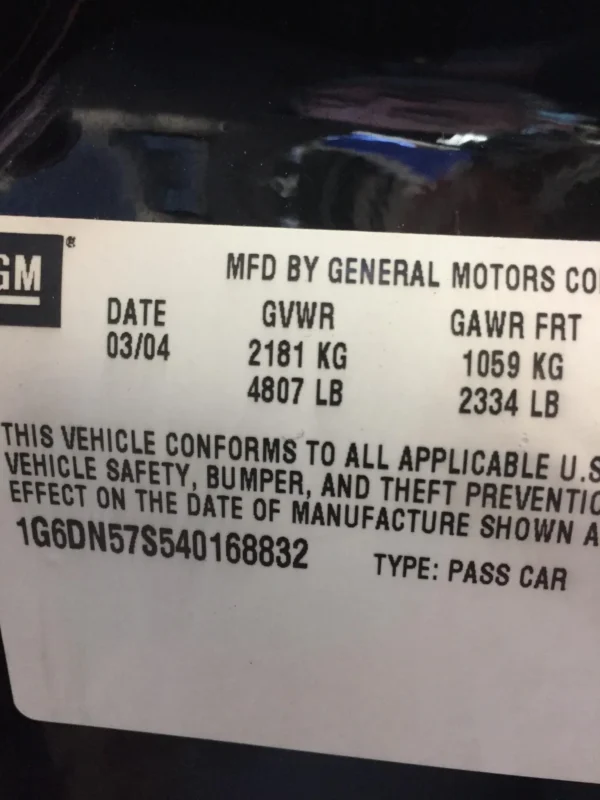 GM ®
MFD BY GENERAL MOTORS CO
DATE GVWR GAWR FRT
03/04 2181 KG 1059 KG
4807 LB 2334 LB
THIS VEHICLE CONFORMS TO ALL APPLICABLE U.S
VEHICLE SAFETY, BUMPER, AND THEFT PREVENTIO
EFFECT ON THE DATE OF MANUFACTURE SHOWN A
1G6DN57S540168832 TYPE: PASS CAR